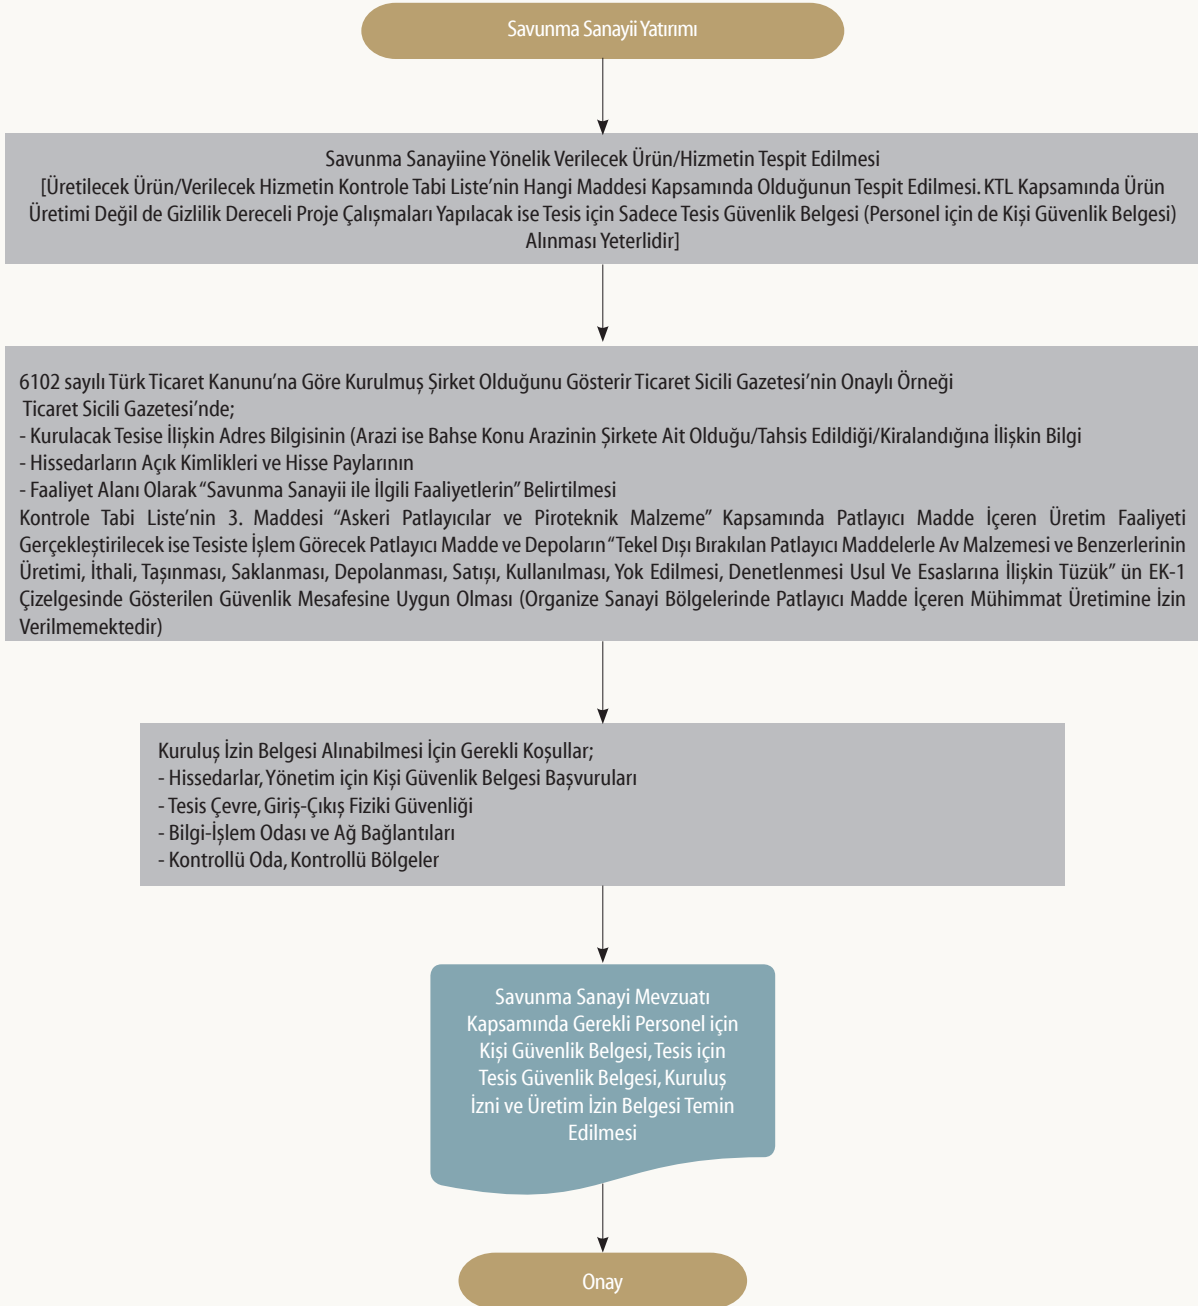 Savunma Sanayii Yatırımı
Savunma Sanayiine Yönelik Verilecek Ürün/Hizmetin Tespit Edilmesi
[Üretilecek Ürün/Verilecek Hizmetin Kontrole Tabi Liste’nin Hangi Maddesi Kapsamında Olduğunun Tespit Edilmesi. KTL Kapsamında Ürün
Üretimi Değil de Gizlilik Dereceli Proje Çalışmaları Yapılacak ise Tesis için Sadece Tesis Güvenlik Belgesi (Personel için de Kişi Güvenlik Belgesi)
Alınması Yeterlidir]
6102 sayılı Türk Ticaret Kanunu’na Göre Kurulmuş Şirket Olduğunu Gösterir Ticaret Sicili Gazetesi’nin Onaylı Örneği
Ticaret Sicili Gazetesi’nde;
- Kurulacak Tesise İlişkin Adres Bilgisinin (Arazi ise Bahse Konu Arazinin Şirkete Ait Olduğu/Tahsis Edildiği/Kiralandığına İlişkin Bilgi
- Hissedarların Açık Kimlikleri ve Hisse Paylarının
- Faaliyet Alanı Olarak “Savunma Sanayii ile İlgili Faaliyetlerin” Belirtilmesi
Kontrole Tabi Liste’nin 3. Maddesi “Askeri Patlayıcılar ve Piroteknik Malzeme” Kapsamında Patlayıcı Madde İçeren Üretim Faaliyeti
Gerçekleştirilecek ise Tesiste İşlem Görecek Patlayıcı Madde ve Depoların “Tekel Dışı Bırakılan Patlayıcı Maddelerle Av Malzemesi ve Benzerlerinin
Üretimi, İthali, Taşınması, Saklanması, Depolanması, Satışı, Kullanılması, Yok Edilmesi, Denetlenmesi Usul Ve Esaslarına İlişkin Tüzük” ün EK-1
Çizelgesinde Gösterilen Güvenlik Mesafesine Uygun Olması (Organize Sanayi Bölgelerinde Patlayıcı Madde İçeren Mühimmat Üretimine İzin
Verilmemektedir)
Kuruluş İzin Belgesi Alınabilmesi İçin Gerekli Koşullar;
- Hissedarlar, Yönetim için Kişi Güvenlik Belgesi Başvuruları
- Tesis Çevre, Giriş-Çıkış Fiziki Güvenliği
- Bilgi-İşlem Odası ve Ağ Bağlantıları
- Kontrollü Oda, Kontrollü Bölgeler
Savunma Sanayi Mevzuatı
Kapsamında Gerekli Personel için
Kişi Güvenlik Belgesi, Tesis için
Tesis Güvenlik Belgesi, Kuruluş
İzni ve Üretim İzin Belgesi Temin
Edilmesi
Onay